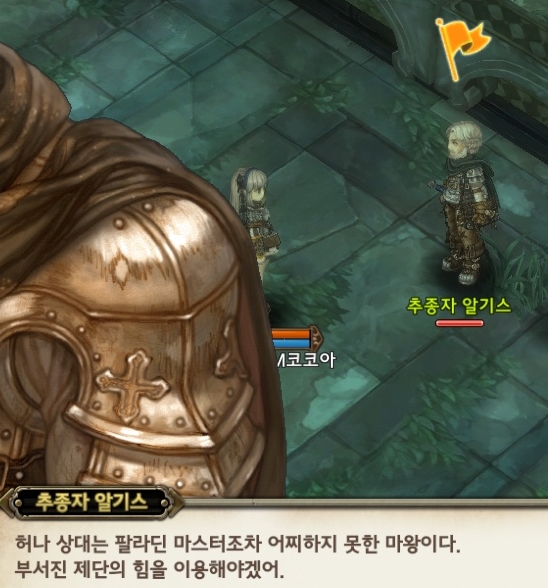 추종자 알기스
M코코아
추종자 알기스
허나 상대는 팔라딘 마스터조차 어찌하지 못한 마왕이다.
부서진 제단의 힘을 이용해야겠어.